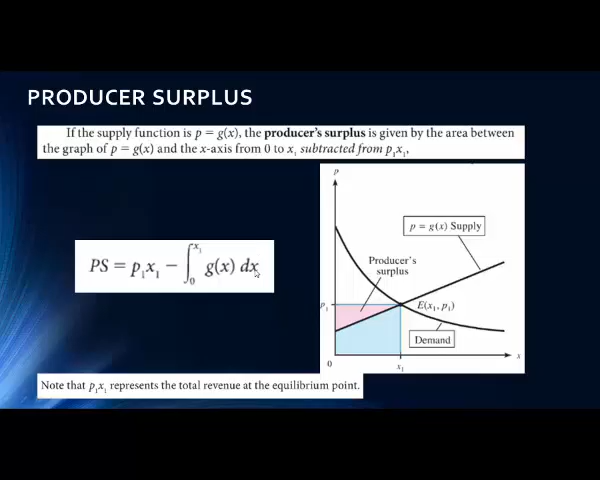 PRODUCER SURPLUS
If the supply function is p = g(x), the producer's surplus is given by the area between
the graph of p = g(x) and the x-axis from 0 to x₁ subtracted from p₁x₁,
PS = p₁x₁ − ∫₀^x₁ g(x) dx
p
p = g(x) Supply
Producer's
surplus
p₁
E(x₁, p₁)
Demand
0
x₁
x
Note that p₁x₁ represents the total revenue at the equilibrium point.